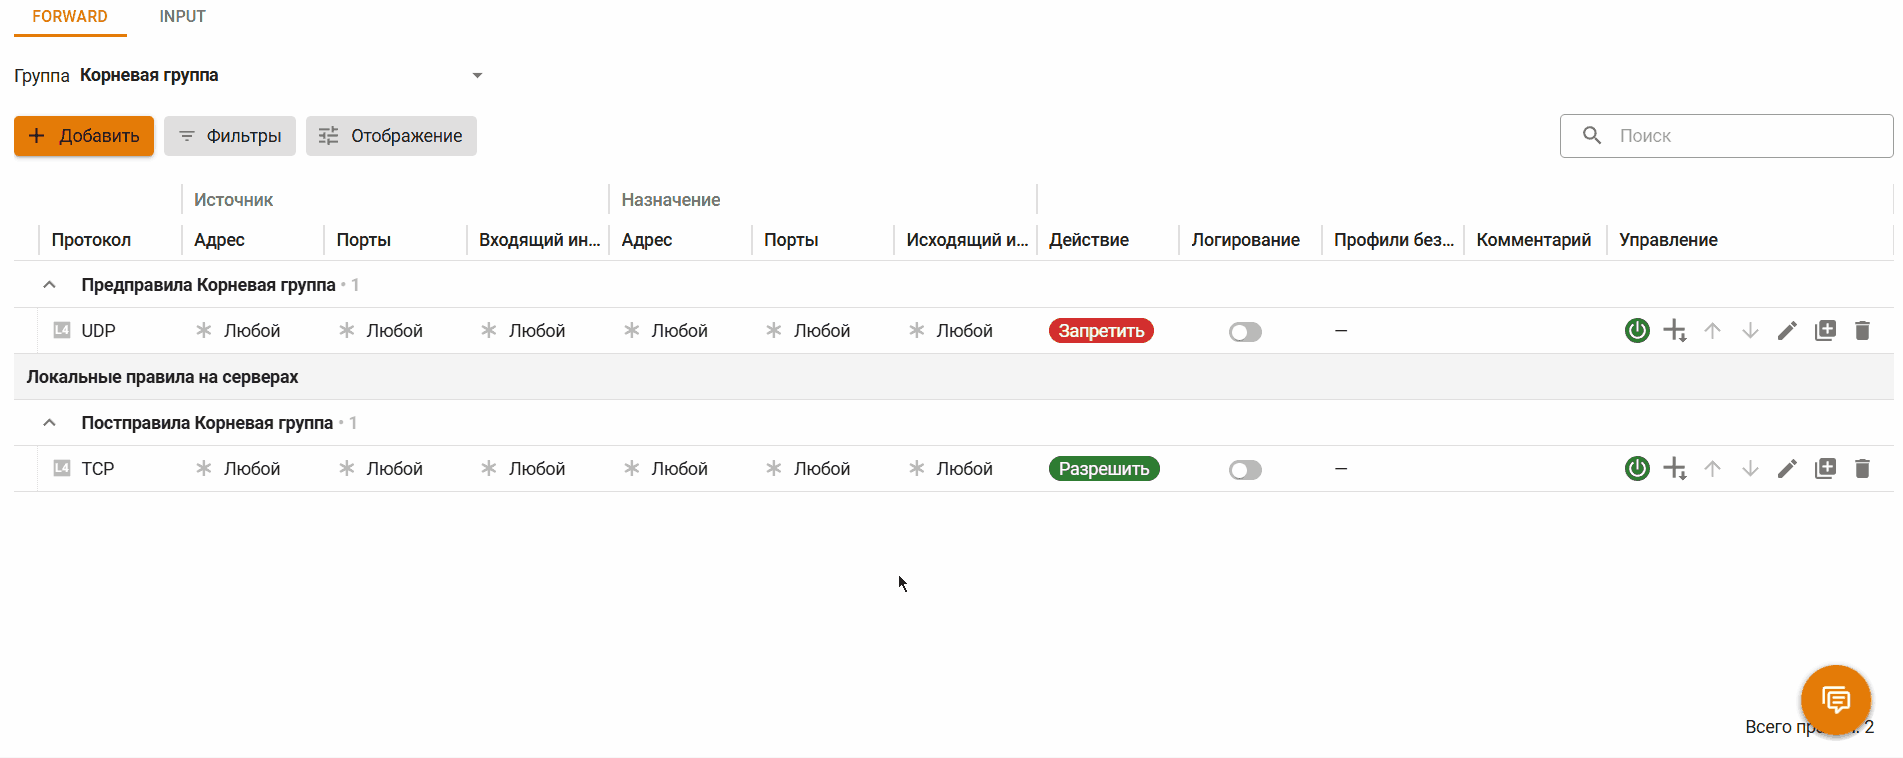 FORWARD INPUT
Группа Корневая группа
Добавить Фильтры Отображение Поиск
Источник Назначение
Протокол Адрес Порты Входящий ин... Адрес Порты Исходящий и... Действие Логирование Профили без... Комментарий Управление
Предправила Корневая группа • 1
L4 UDP Любой Любой Любой Любой Любой Любой Запретить —
Локальные правила на серверах
Постправила Корневая группа • 1
L4 TCP Любой Любой Любой Любой Любой Любой Разрешить —
Всего 2